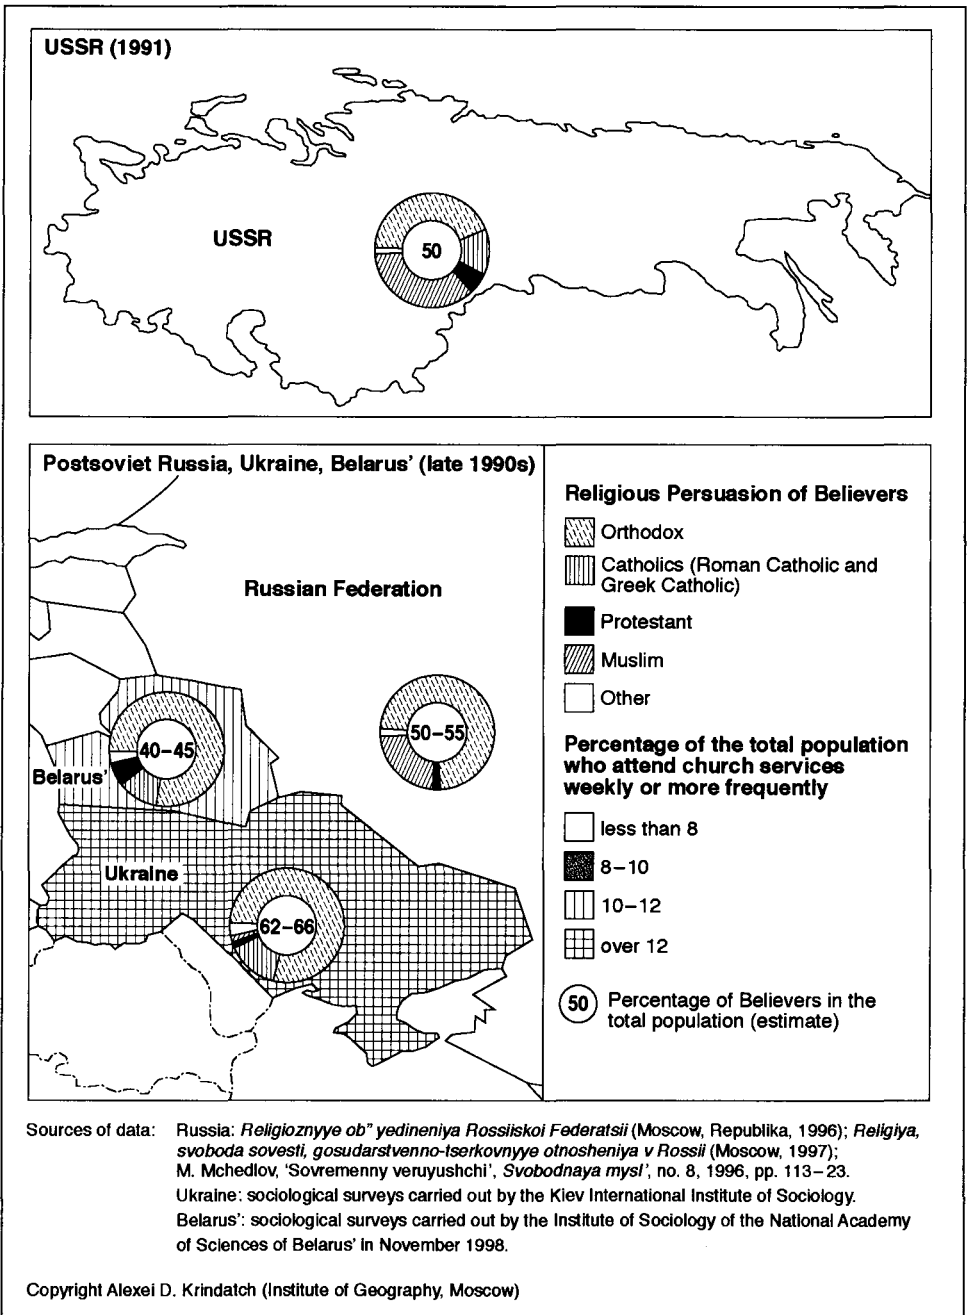 USSR (1991)
USSR
50
Postsoviet Russia, Ukraine, Belarus' (late 1990s)
Russian Federation
50–55
40–45
Belarus'
Ukraine
62–66
Religious Persuasion of Believers
Orthodox
Catholics (Roman Catholic and
Greek Catholic)
Protestant
Muslim
Other
Percentage of the total population
who attend church services
weekly or more frequently
less than 8
8–10
10–12
over 12
50
Percentage of Believers in the
total population (estimate)
Sources of data: Russia: Religioznyye ob" yedineniya Rossiiskoi Federatsii (Moscow, Republika, 1996); Religiya,
svoboda sovesti, gosudarstvenno-tserkovnyye otnosheniya v Rossii (Moscow, 1997);
M. Mchedlov, 'Sovremenny veruyushchi', Svobodnaya mysl', no. 8, 1996, pp. 113–23.
Ukraine: sociological surveys carried out by the Kiev International Institute of Sociology.
Belarus': sociological surveys carried out by the Institute of Sociology of the National Academy
of Sciences of Belarus' in November 1998.
Copyright Alexei D. Krindatch (Institute of Geography, Moscow)